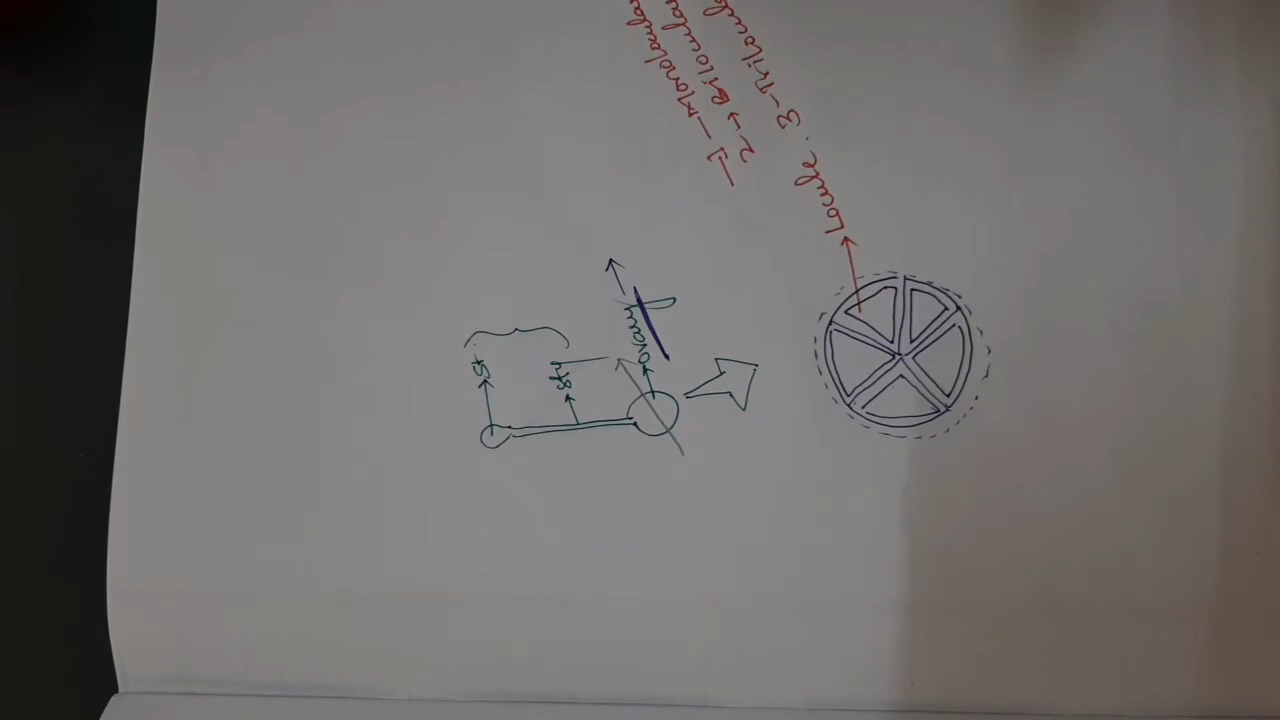 1 - Monolocular
2 → Bilocular
3 - Trilocular
Locule.
St
Sty
Ovary